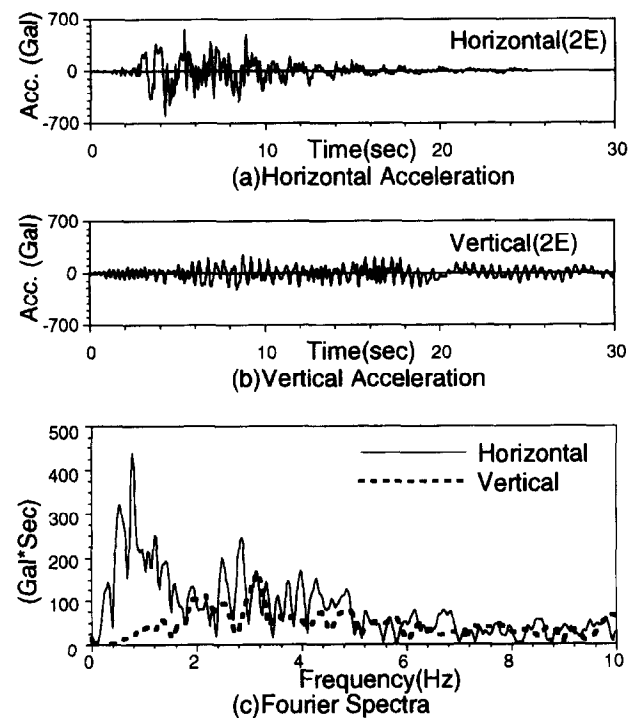 700
Horizontal(2E)
Acc. (Gal)
0
-700
0 10 20 30
Time(sec)
(a)Horizontal Acceleration
700
Vertical(2E)
Acc. (Gal)
0
-700
0 10 20 30
Time(sec)
(b)Vertical Acceleration
500
Horizontal
400
Vertical
300
(Gal*Sec)
200
100
0
0 2 4 6 8 10
Frequency(Hz)
(c)Fourier Spectra